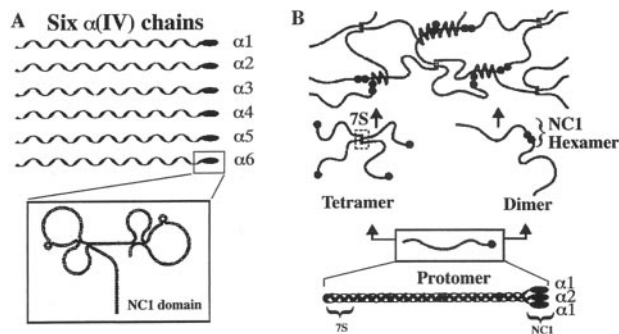 A Six α(IV) chains
α1
α2
α3
α4
α5
α6
NC1 domain
B
7S
NC1
Hexamer
Tetramer
Dimer
Protomer
α1
α2
α1
7S
NC1